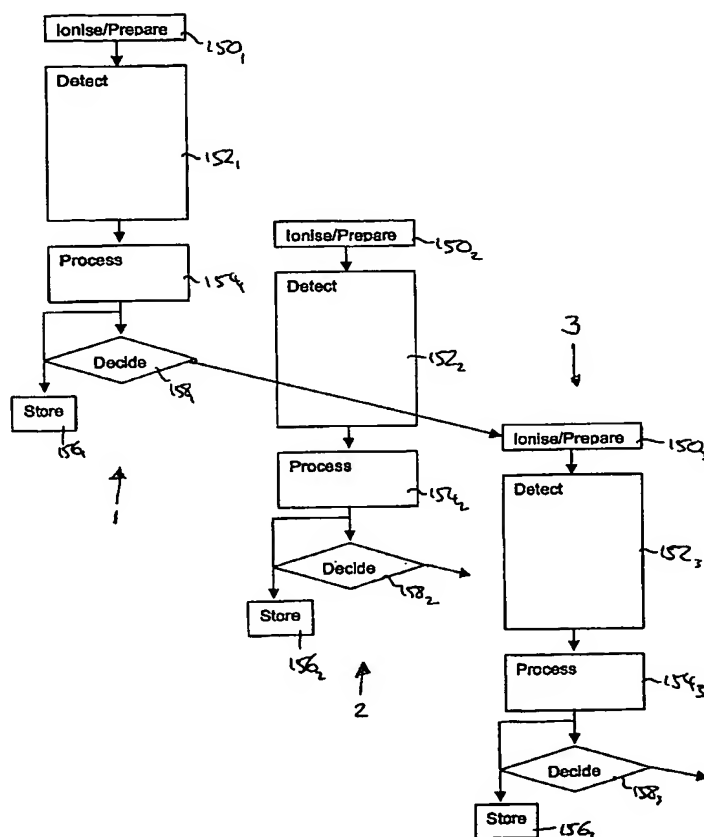 Ionise/Prepare
150₁
Detect
152₁
Process
154₁
Decide
158₁
Store
156₁
1
Ionise/Prepare
150₂
Detect
152₂
Process
154₂
Decide
158₂
Store
156₂
2
3
Ionise/Prepare
150₃
Detect
152₃
Process
154₃
Decide
158₃
Store
156₃